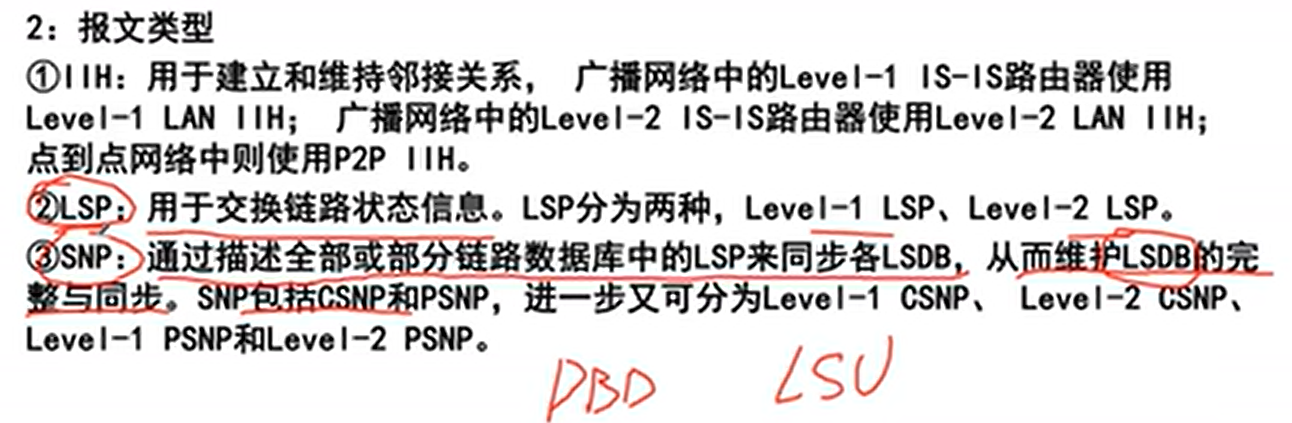 2：报文类型
①IIH：用于建立和维持邻接关系， 广播网络中的Level-1 IS-IS路由器使用
Level-1 LAN IIH； 广播网络中的Level-2 IS-IS路由器使用Level-2 LAN IIH；
点到点网络中则使用P2P IIH。
②LSP：用于交换链路状态信息。LSP分为两种，Level-1 LSP、Level-2 LSP。
③SNP：通过描述全部或部分链路数据库中的LSP来同步各LSDB，从而维护LSDB的完
整与同步。SNP包括CSNP和PSNP，进一步又可分为Level-1 CSNP、 Level-2 CSNP、
Level-1 PSNP和Level-2 PSNP。
DBD LSU